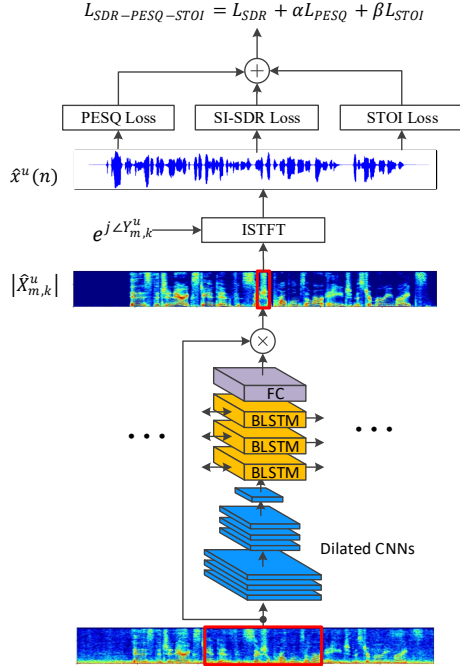 L_{SDR-PESQ-STOI} = L_{SDR} + αL_{PESQ} + βL_{STOI}
+
PESQ Loss SI-SDR Loss STOI Loss
x̂^u(n)
e^{j∠Y^u_{m,k}} ISTFT
|X̂^u_{m,k}|
×
FC
BLSTM
• • • BLSTM • • •
BLSTM
Dilated CNNs